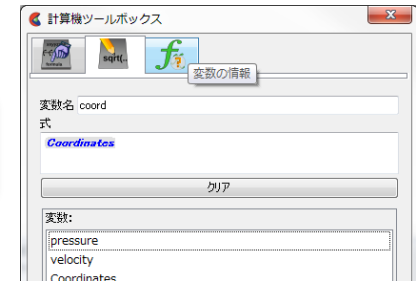 計算機ツールボックス
sqrt(..
変数の情報
変数名 coord
式
Coordinates
クリア
変数:
pressure
velocity
Coordinates